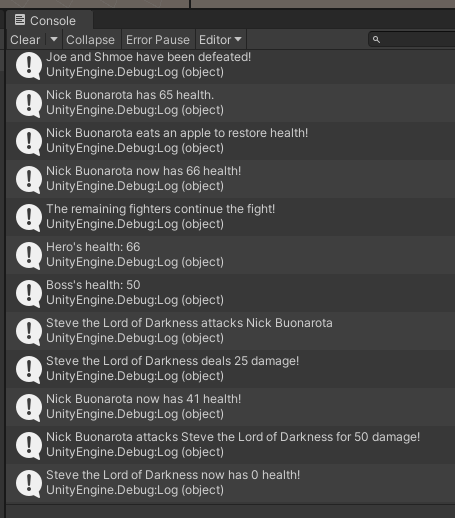 Console
Clear Collapse Error Pause Editor
Joe and Shmoe have been defeated!
UnityEngine.Debug:Log (object)
Nick Buonarota has 65 health.
UnityEngine.Debug:Log (object)
Nick Buonarota eats an apple to restore health!
UnityEngine.Debug:Log (object)
Nick Buonarota now has 66 health!
UnityEngine.Debug:Log (object)
The remaining fighters continue the fight!
UnityEngine.Debug:Log (object)
Hero's health: 66
UnityEngine.Debug:Log (object)
Boss's health: 50
UnityEngine.Debug:Log (object)
Steve the Lord of Darkness attacks Nick Buonarota
UnityEngine.Debug:Log (object)
Steve the Lord of Darkness deals 25 damage!
UnityEngine.Debug:Log (object)
Nick Buonarota now has 41 health!
UnityEngine.Debug:Log (object)
Nick Buonarota attacks Steve the Lord of Darkness for 50 damage!
UnityEngine.Debug:Log (object)
Steve the Lord of Darkness now has 0 health!
UnityEngine.Debug:Log (object)